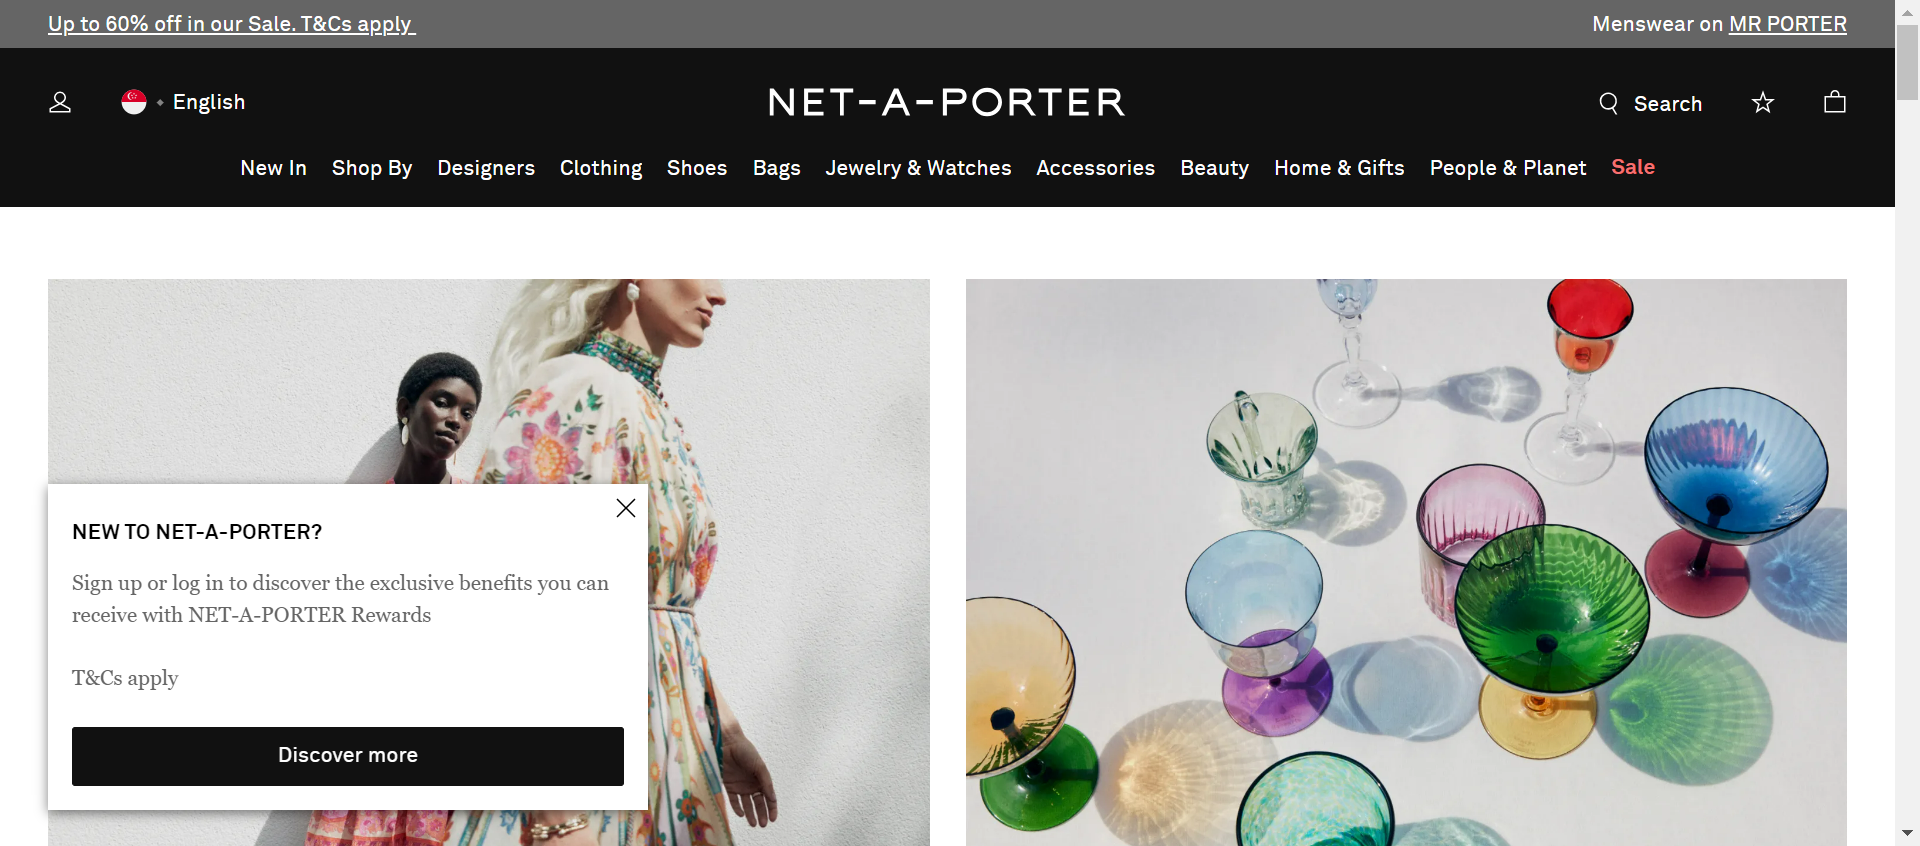 Up to 60% off in our Sale. T&Cs apply
Menswear on MR PORTER
English
NET-A-PORTER
Search
New In
Shop By
Designers
Clothing
Shoes
Bags
Jewelry & Watches
Accessories
Beauty
Home & Gifts
People & Planet
Sale
NEW TO NET-A-PORTER?
Sign up or log in to discover the exclusive benefits you can
receive with NET-A-PORTER Rewards
T&Cs apply
Discover more